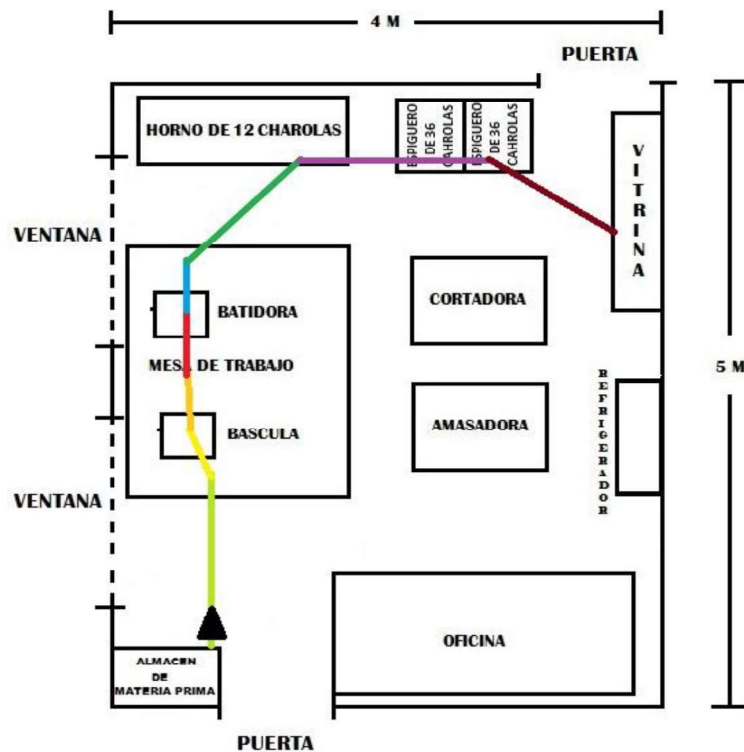 4 M
PUERTA
HORNO DE 12 CHAROLAS
ESPIGUERO
DE 36
CAHROLAS
ESPIGUERO
DE 36
CAHROLAS
VITRINA
VENTANA
CORTADORA
BATIDORA
MESA DE TRABAJO
5 M
REFRIGERADOR
AMASADORA
BASCULA
VENTANA
OFICINA
ALMACEN
DE
MATERIA PRIMA
PUERTA